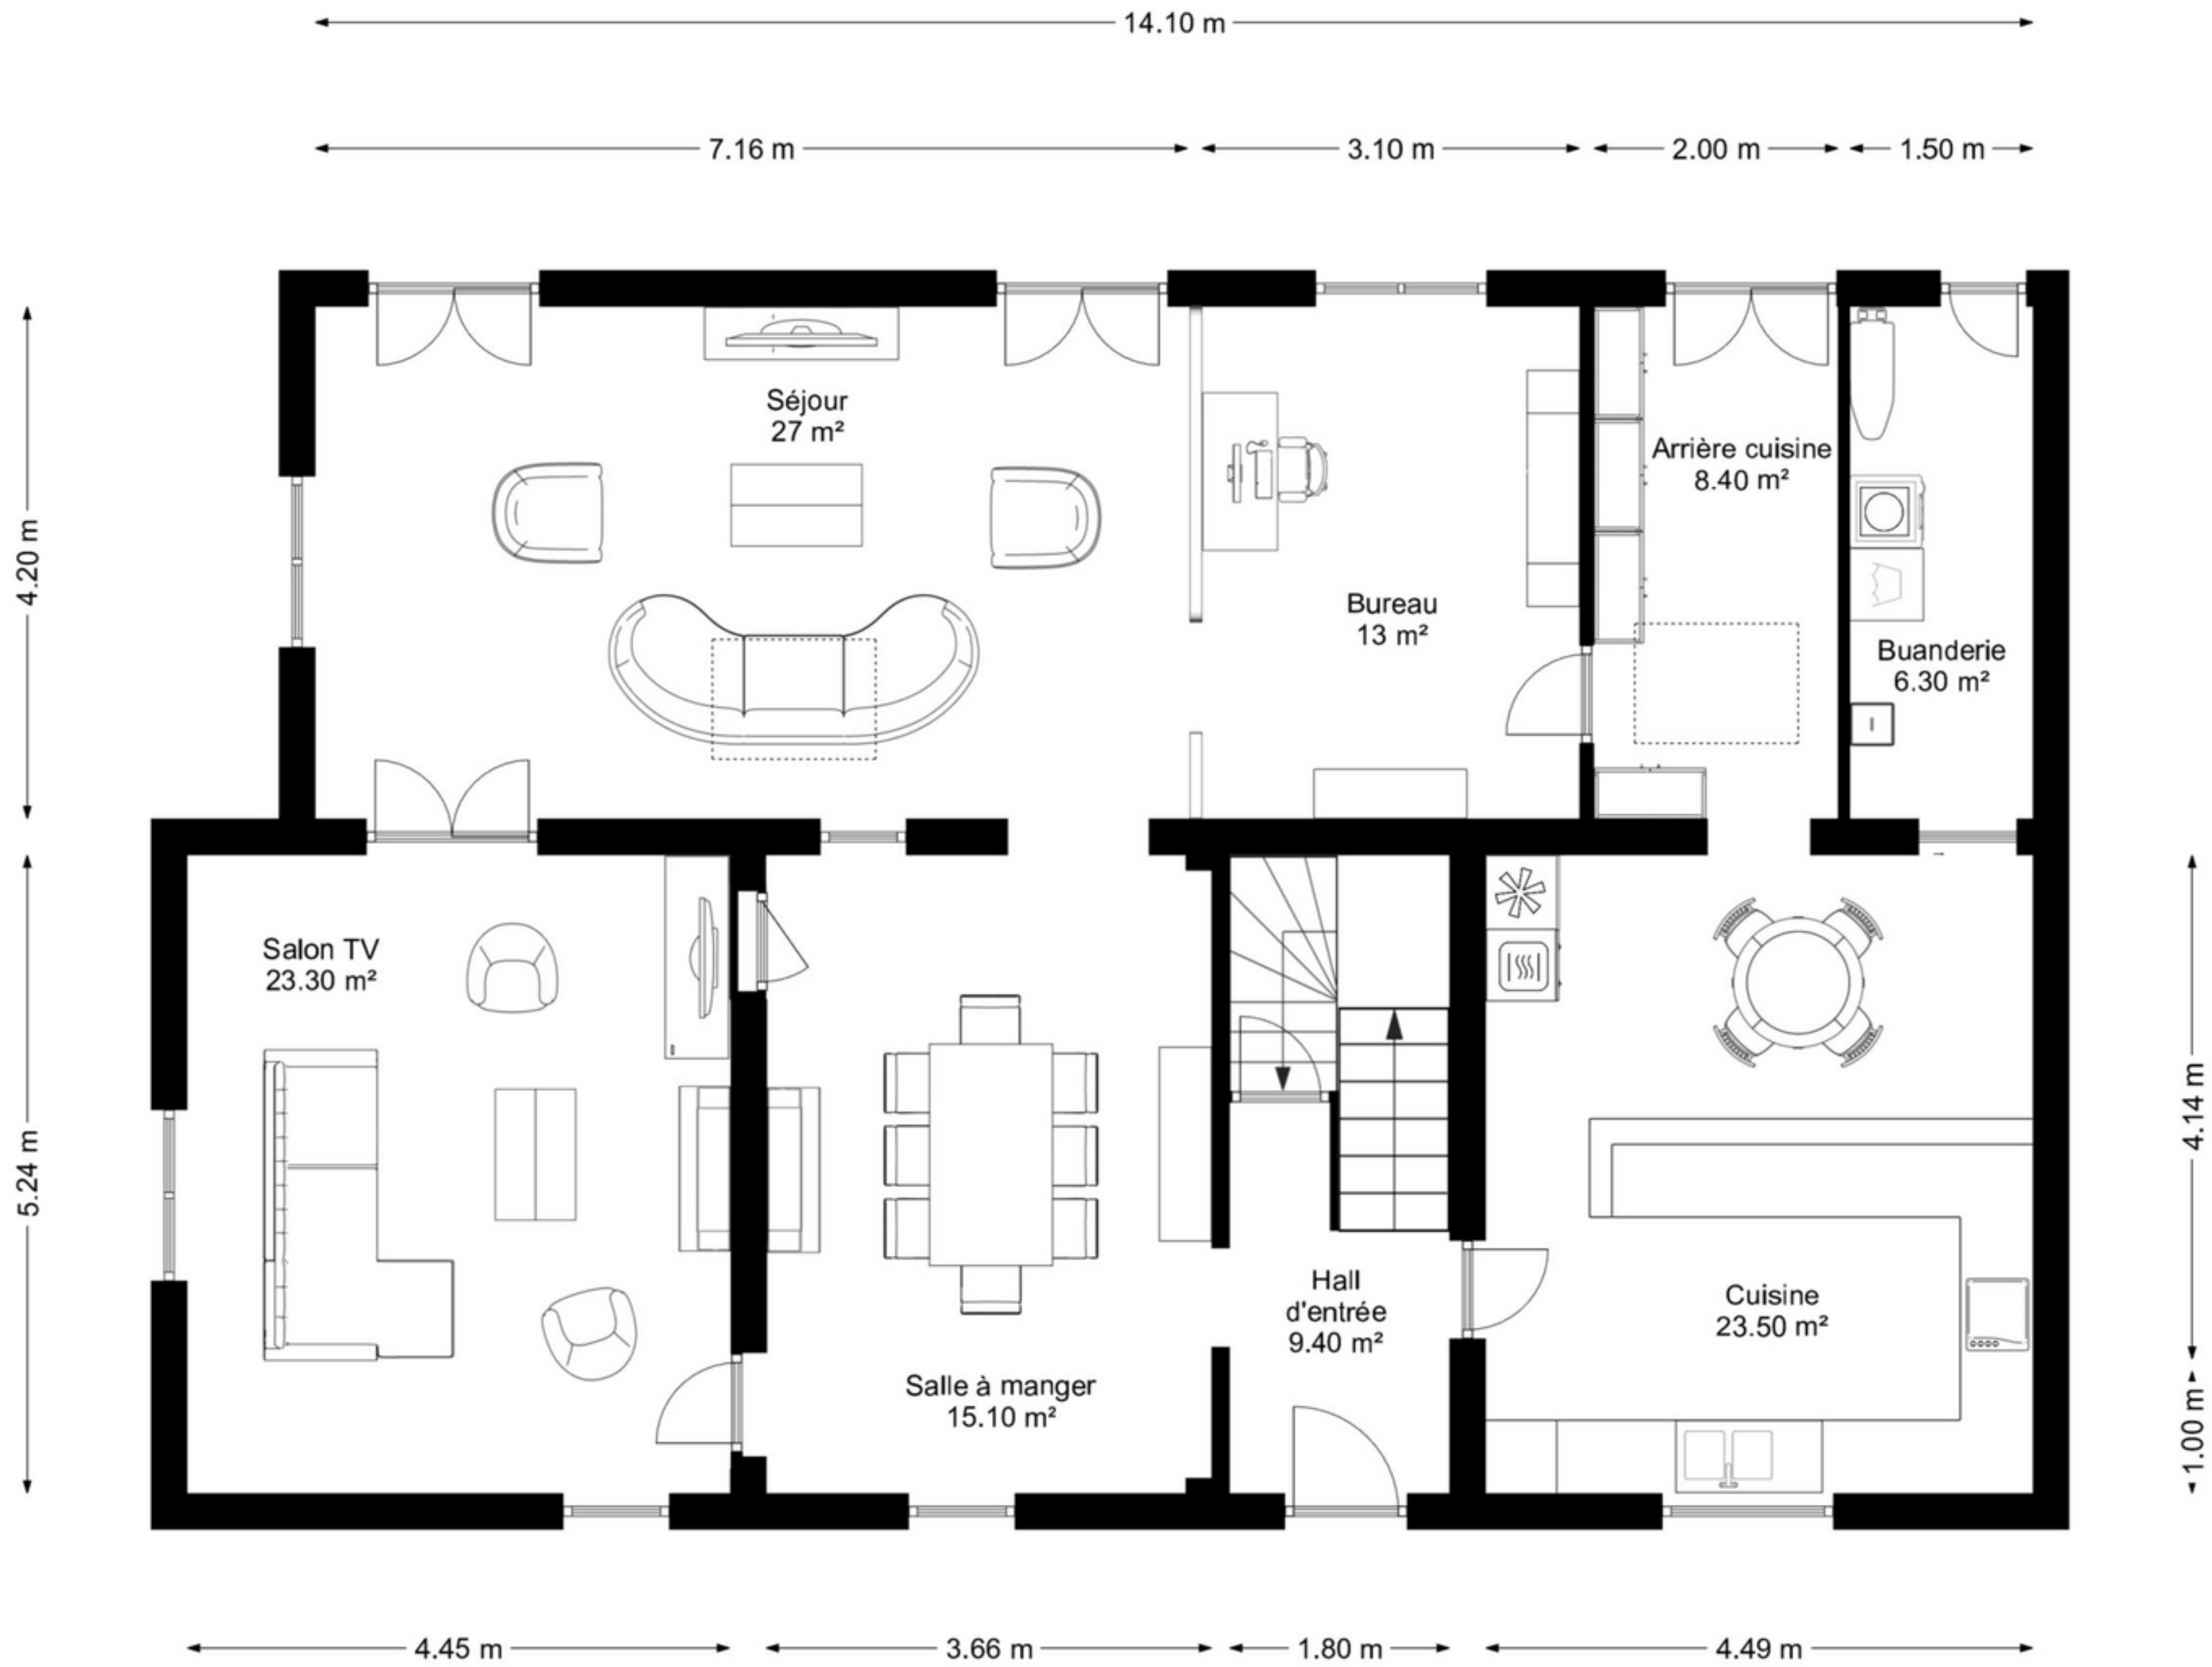 14.10 m
7.16 m
3.10 m
2.00 m
1.50 m
4.20 m
Séjour
27 m²
Arrière cuisine
8.40 m²
Bureau
13 m²
Buanderie
6.30 m²
Salon TV
23.30 m²
5.24 m
4.14 m
Hall
d'entrée
9.40 m²
Cuisine
23.50 m²
Salle à manger
15.10 m²
1.00 m
4.45 m
3.66 m
1.80 m
4.49 m